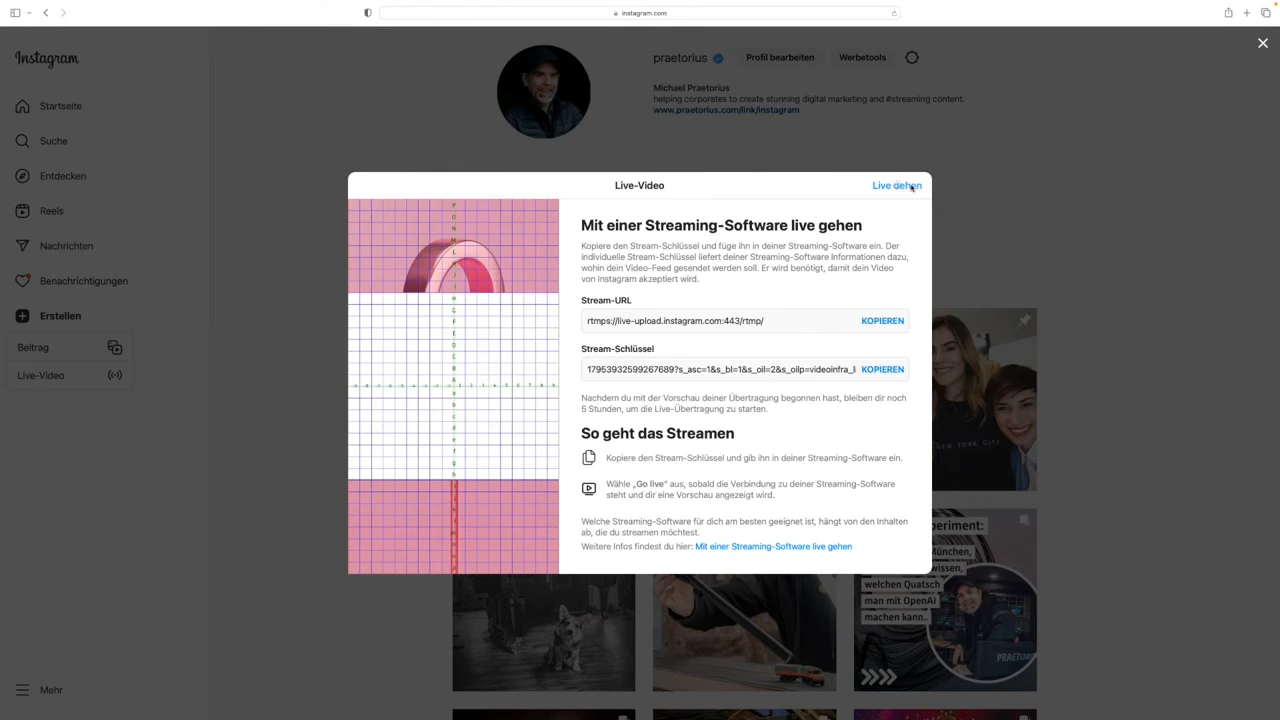 instagram.com
Instagram
Startseite
Suche
Entdecken
Reels
Nachrichten
Benachrichtigungen
Erstellen
Beitrag
Live-Video
Mehr
praetorius
Profil bearbeiten
Werbetools
Michael Praetorius
helping corporates to create stunning digital marketing and #streaming content.
www.praetorius.com/link/instagram
Live-Video
Live gehen
Mit einer Streaming-Software live gehen
Kopiere den Stream-Schlüssel und füge ihn in deiner Streaming-Software ein. Der
individuelle Stream-Schlüssel liefert deiner Streaming-Software Informationen dazu,
wohin dein Video-Feed gesendet werden soll. Er wird benötigt, damit dein Video
von Instagram akzeptiert wird.
Stream-URL
rtmps://live-upload.instagram.com:443/rtmp/
KOPIEREN
Stream-Schlüssel
17953932599267689?s_asc=1&s_bl=1&s_oil=2&s_oilp=videoinfra_l
KOPIEREN
Nachdem du mit der Vorschau deiner Übertragung begonnen hast, bleiben dir noch
5 Stunden, um die Live-Übertragung zu starten.
So geht das Streamen
Kopiere den Stream-Schlüssel und gib ihn in deiner Streaming-Software ein.
Wähle „Go live“ aus, sobald die Verbindung zu deiner Streaming-Software
steht und dir eine Vorschau angezeigt wird.
Welche Streaming-Software für dich am besten geeignet ist, hängt von den Inhalten
ab, die du streamen möchtest.
Weitere Infos findest du hier: Mit einer Streaming-Software live gehen
NEW YORK CITY
periment:
München,
wissen,
welchen Quatsch
man mit OpenAI
machen kann..
PRAETORI